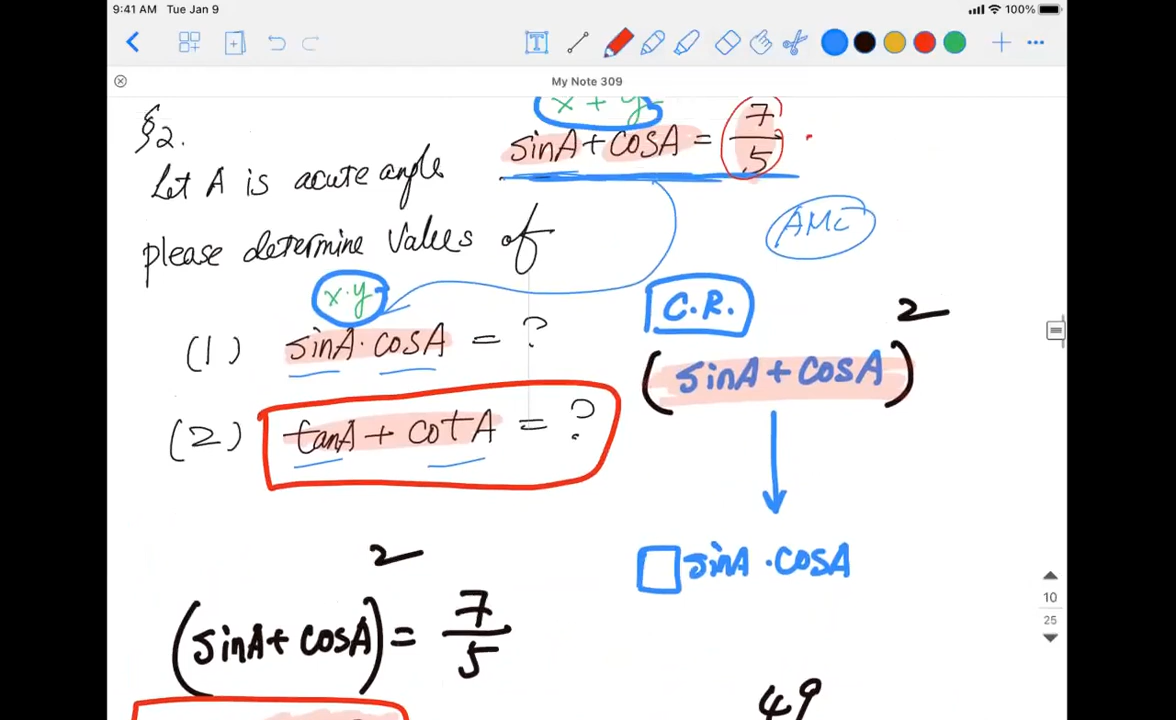 9:41 AM Tue Jan 9
100%
T
My Note 309
x + y
§2.
sinA + cosA = 7/5
Let A is acute angle
AMC
please determine values of
x·y
C.R.
(1) sinA·cosA = ?
(sinA + cosA)²
(2) tanA + cotA = ?
□ sinA · cosA
(sinA + cosA)² = 7/5
10
25
49